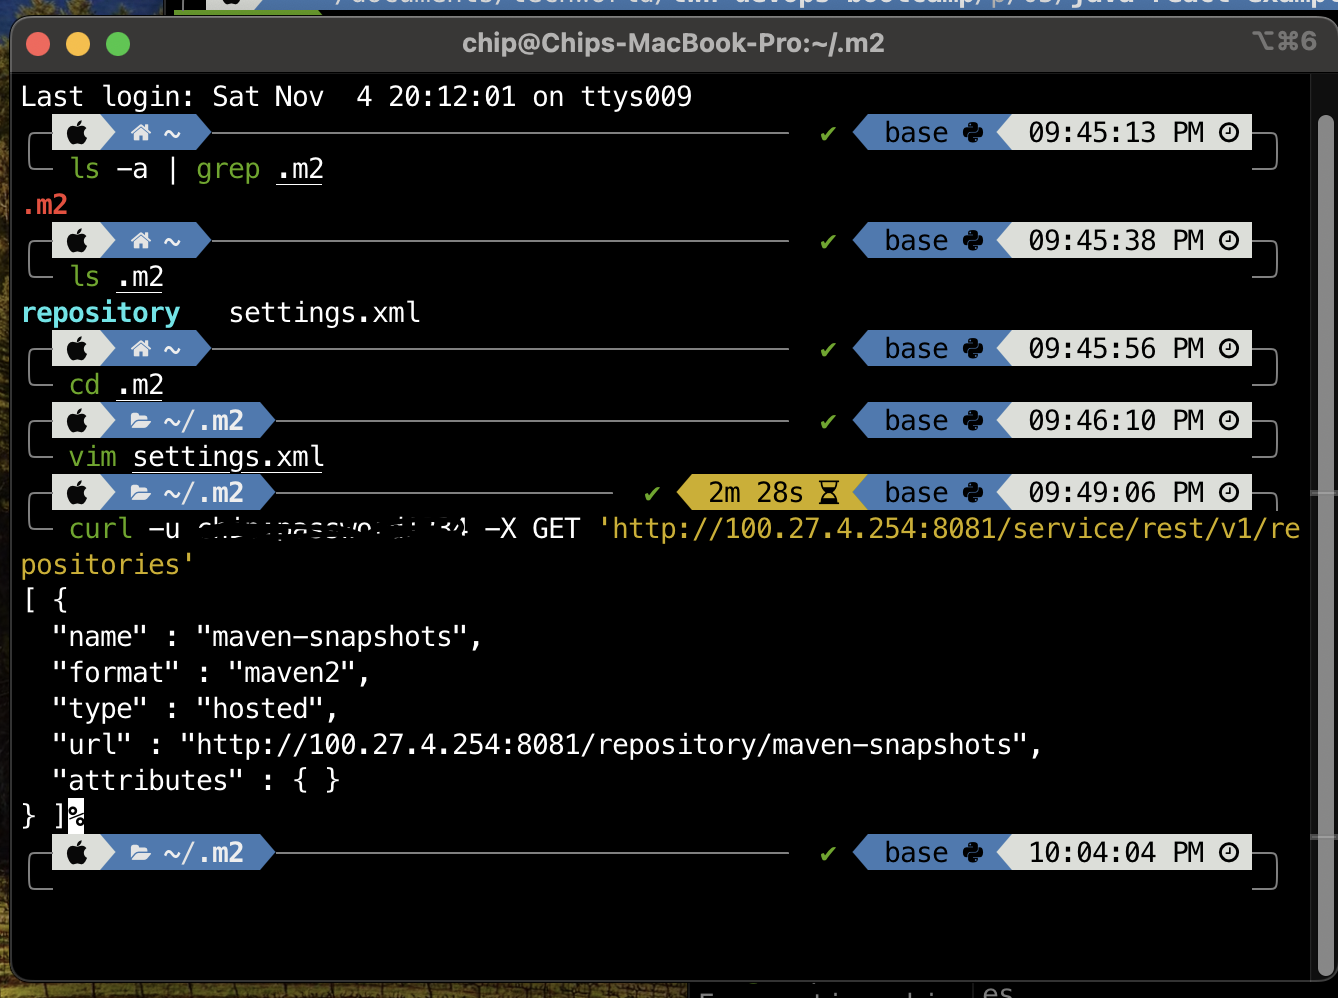 chip@Chips-MacBook-Pro:~/.m2 ⌥⌘6
Last login: Sat Nov  4 20:12:01 on ttys009
~ ✔ base 09:45:13 PM
ls -a | grep .m2
.m2
~ ✔ base 09:45:38 PM
ls .m2
repository   settings.xml
~ ✔ base 09:45:56 PM
cd .m2
~/.m2 ✔ base 09:46:10 PM
vim settings.xml
~/.m2 ✔ 2m 28s base 09:49:06 PM
curl -u -X GET 'http://100.27.4.254:8081/service/rest/v1/re
positories'
[ {
  "name" : "maven-snapshots",
  "format" : "maven2",
  "type" : "hosted",
  "url" : "http://100.27.4.254:8081/repository/maven-snapshots",
  "attributes" : { }
} ]%
~/.m2 ✔ base 10:04:04 PM